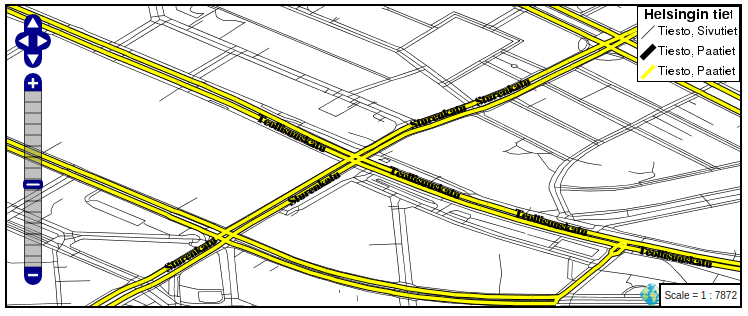 Helsingin tiet
Tiesto, Sivutiet
Tiesto, Paatiet
Tiesto, Paatiet
Sturenkatu
Sturenkatu
Teollisuuskatu
Teollisuuskatu
Sturenkatu
Teollisuuskatu
Sturenkatu
Teollisuuskatu
Scale = 1 : 7872